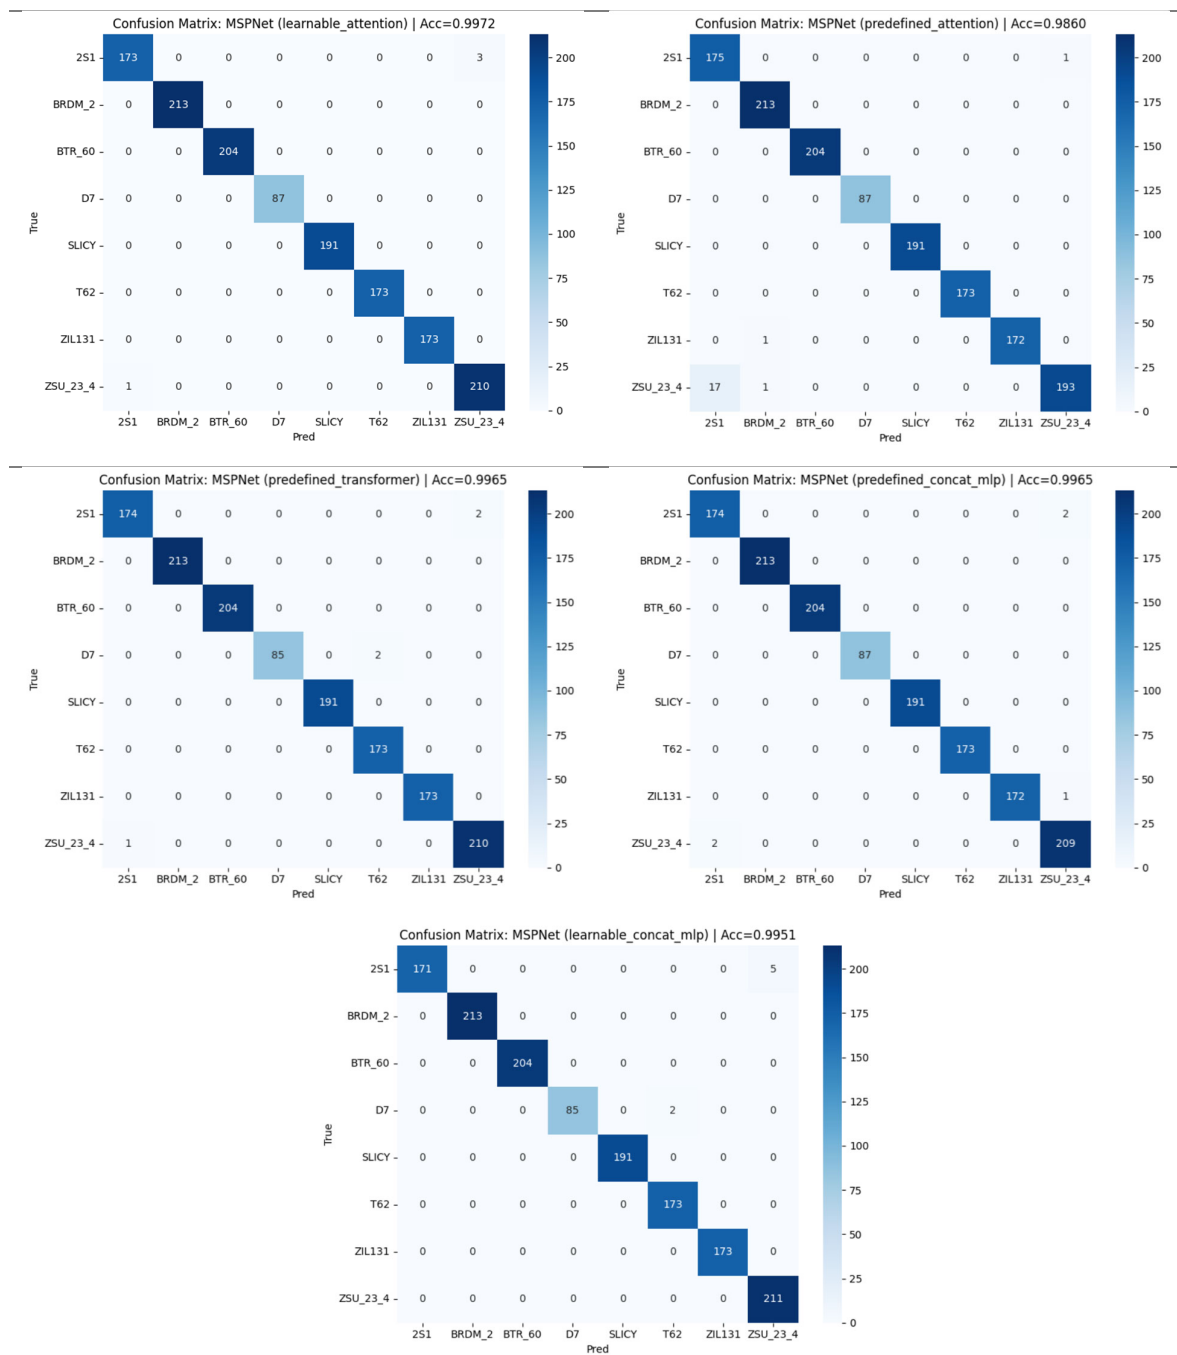 Confusion Matrix: MSPNet (learnable_attention) | Acc=0.9972
2S1 173 0 0 0 0 0 0 3
BRDM_2 0 213 0 0 0 0 0 0
BTR_60 0 0 204 0 0 0 0 0
D7 0 0 0 87 0 0 0 0
SLICY 0 0 0 0 191 0 0 0
T62 0 0 0 0 0 173 0 0
ZIL131 0 0 0 0 0 0 173 0
ZSU_23_4 1 0 0 0 0 0 0 210
2S1 BRDM_2 BTR_60 D7 SLICY T62 ZIL131 ZSU_23_4
Pred
True
200
175
150
125
100
75
50
25
0
Confusion Matrix: MSPNet (predefined_attention) | Acc=0.9860
2S1 175 0 0 0 0 0 0 1
BRDM_2 0 213 0 0 0 0 0 0
BTR_60 0 0 204 0 0 0 0 0
D7 0 0 0 87 0 0 0 0
SLICY 0 0 0 0 191 0 0 0
T62 0 0 0 0 0 173 0 0
ZIL131 0 1 0 0 0 0 172 0
ZSU_23_4 17 1 0 0 0 0 0 193
2S1 BRDM_2 BTR_60 D7 SLICY T62 ZIL131 ZSU_23_4
Pred
True
200
175
150
125
100
75
50
25
0
Confusion Matrix: MSPNet (predefined_transformer) | Acc=0.9965
2S1 174 0 0 0 0 0 0 2
BRDM_2 0 213 0 0 0 0 0 0
BTR_60 0 0 204 0 0 0 0 0
D7 0 0 0 85 0 2 0 0
SLICY 0 0 0 0 191 0 0 0
T62 0 0 0 0 0 173 0 0
ZIL131 0 0 0 0 0 0 173 0
ZSU_23_4 1 0 0 0 0 0 0 210
2S1 BRDM_2 BTR_60 D7 SLICY T62 ZIL131 ZSU_23_4
Pred
True
200
175
150
125
100
75
50
25
0
Confusion Matrix: MSPNet (predefined_concat_mlp) | Acc=0.9965
2S1 174 0 0 0 0 0 0 2
BRDM_2 0 213 0 0 0 0 0 0
BTR_60 0 0 204 0 0 0 0 0
D7 0 0 0 87 0 0 0 0
SLICY 0 0 0 0 191 0 0 0
T62 0 0 0 0 0 173 0 0
ZIL131 0 0 0 0 0 0 172 1
ZSU_23_4 2 0 0 0 0 0 0 209
2S1 BRDM_2 BTR_60 D7 SLICY T62 ZIL131 ZSU_23_4
Pred
True
200
175
150
125
100
75
50
25
0
Confusion Matrix: MSPNet (learnable_concat_mlp) | Acc=0.9951
2S1 171 0 0 0 0 0 0 5
BRDM_2 0 213 0 0 0 0 0 0
BTR_60 0 0 204 0 0 0 0 0
D7 0 0 0 85 0 2 0 0
SLICY 0 0 0 0 191 0 0 0
T62 0 0 0 0 0 173 0 0
ZIL131 0 0 0 0 0 0 173 0
ZSU_23_4 0 0 0 0 0 0 0 211
2S1 BRDM_2 BTR_60 D7 SLICY T62 ZIL131 ZSU_23_4
Pred
True
200
175
150
125
100
75
50
25
0